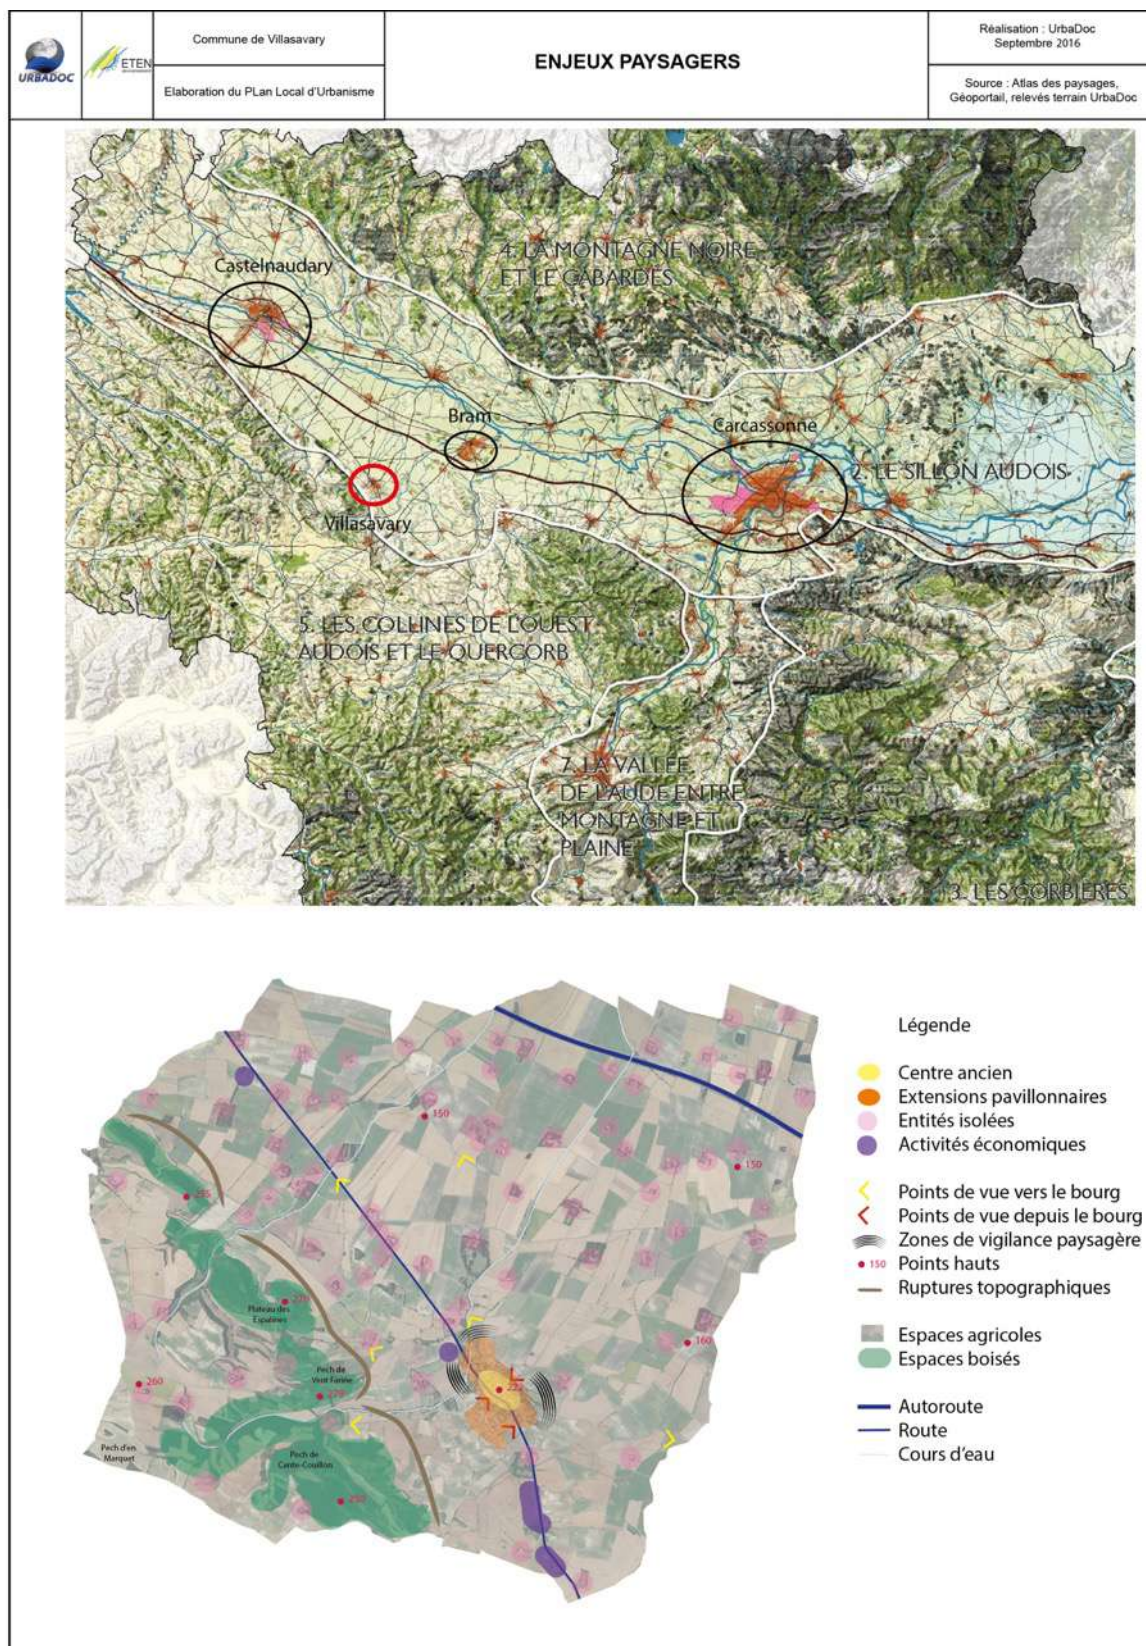 URBADOC
ETEN
Commune de Villasavary
Elaboration du PLan Local d'Urbanisme
ENJEUX PAYSAGERS
Réalisation : UrbaDoc
Septembre 2016
Source : Atlas des paysages,
Géoportail, relevés terrain UrbaDoc
4. LA MONTAGNE NOIRE
ET LE CABARDÈS
Castelnaudary
Bram
Carcassonne
2. LE SILLON AUDOIS
Villasavary
5. LES COLLINES DE L'OUEST
AUDOIS ET LE QUERCORB
7. LA VALLÉE
DE L'AUDE ENTRE
MONTAGNE ET
PLAINE
3. LES CORBIÈRES
Légende
Centre ancien
Extensions pavillonnaires
Entités isolées
Activités économiques
Points de vue vers le bourg
Points de vue depuis le bourg
Zones de vigilance paysagère
150 Points hauts
Ruptures topographiques
Espaces agricoles
Espaces boisés
Autoroute
Route
Cours d'eau
150
150
Plateau des
160
Pech de
260
Pech d'en
Marquet
Pech de